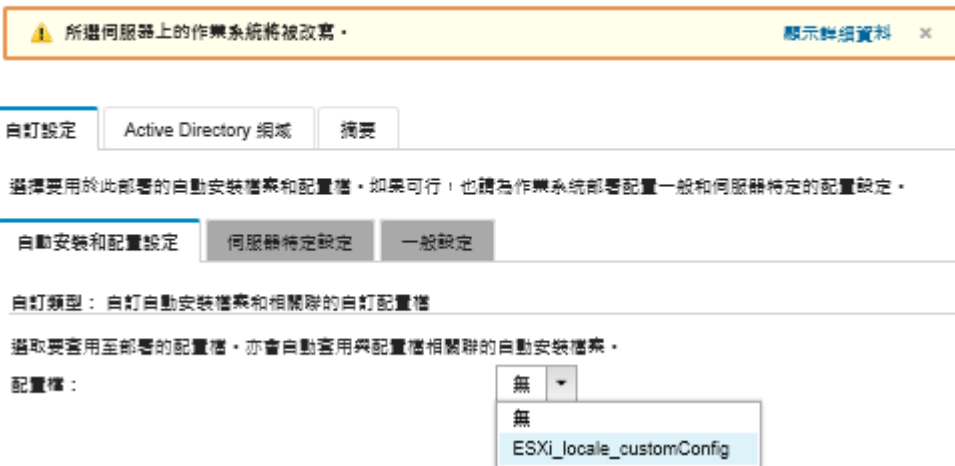 所選伺服器上的作業系統將被改寫。 顯示詳細資料 ×
自訂設定 Active Directory 網域 摘要
選擇要用於此部署的自動安裝檔案和配置檔。如果可行，也請為作業系統部署配置一般和伺服器特定的配置設定。
自動安裝和配置設定 伺服器特定設定 一般設定
自訂類型： 自訂自動安裝檔案和相關聯的自訂配置檔
選取要套用至部署的配置檔。亦會自動套用與配置檔相關聯的自動安裝檔案。
配置檔： 無
無
ESXi_locale_customConfig